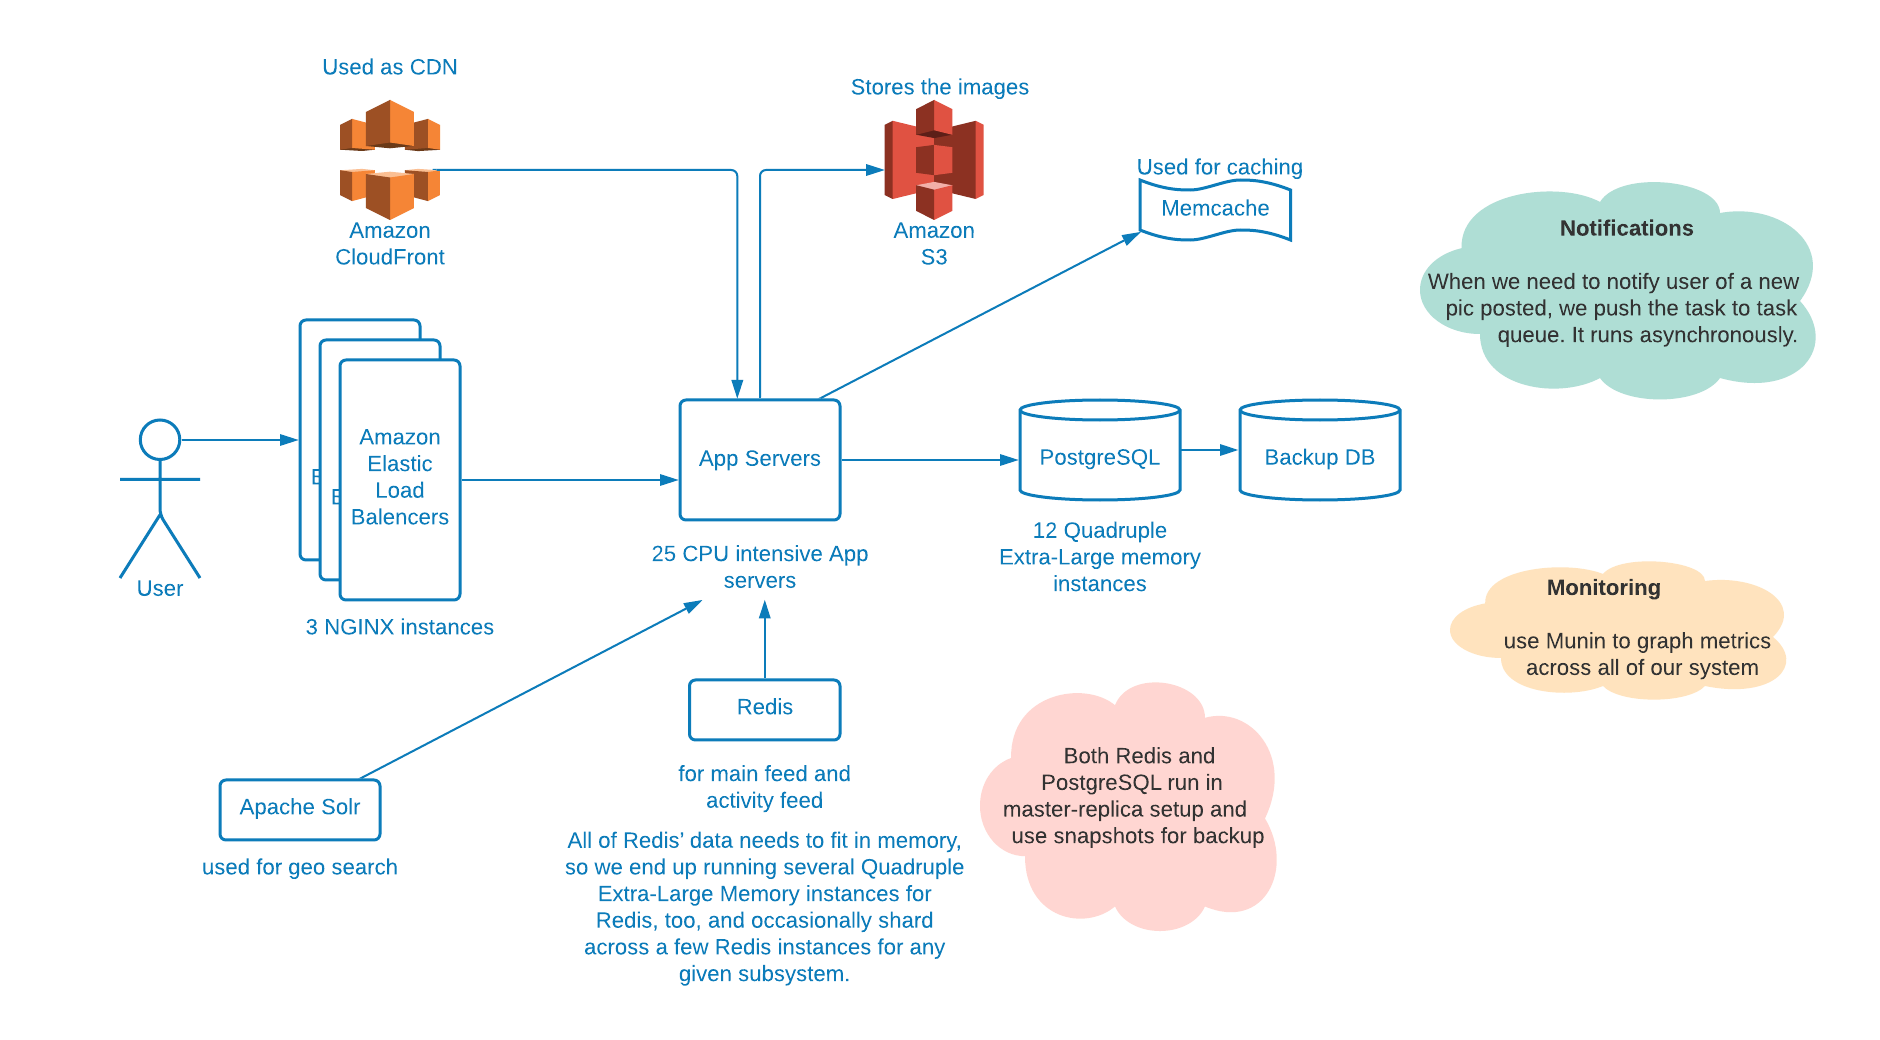 Used as CDN
Amazon
CloudFront
Stores the images
Amazon
S3
Used for caching
Memcache
Notifications
When we need to notify user of a new
pic posted, we push the task to task
queue. It runs asynchronously.
User
E
E
Amazon
Elastic
Load
Balencers
3 NGINX instances
App Servers
25 CPU intensive App
servers
PostgreSQL
12 Quadruple
Extra-Large memory
instances
Backup DB
Monitoring
use Munin to graph metrics
across all of our system
Apache Solr
used for geo search
Redis
for main feed and
activity feed
All of Redis’ data needs to fit in memory,
so we end up running several Quadruple
Extra-Large Memory instances for
Redis, too, and occasionally shard
across a few Redis instances for any
given subsystem.
Both Redis and
PostgreSQL run in
master-replica setup and
use snapshots for backup